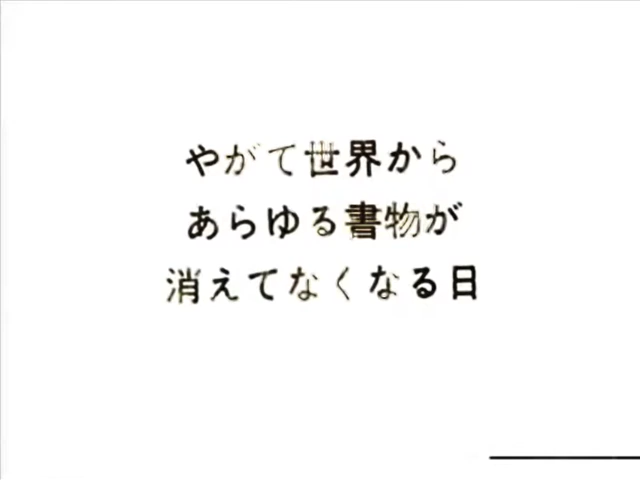 やがて世界から
あらゆる書物が
消えてなくなる日